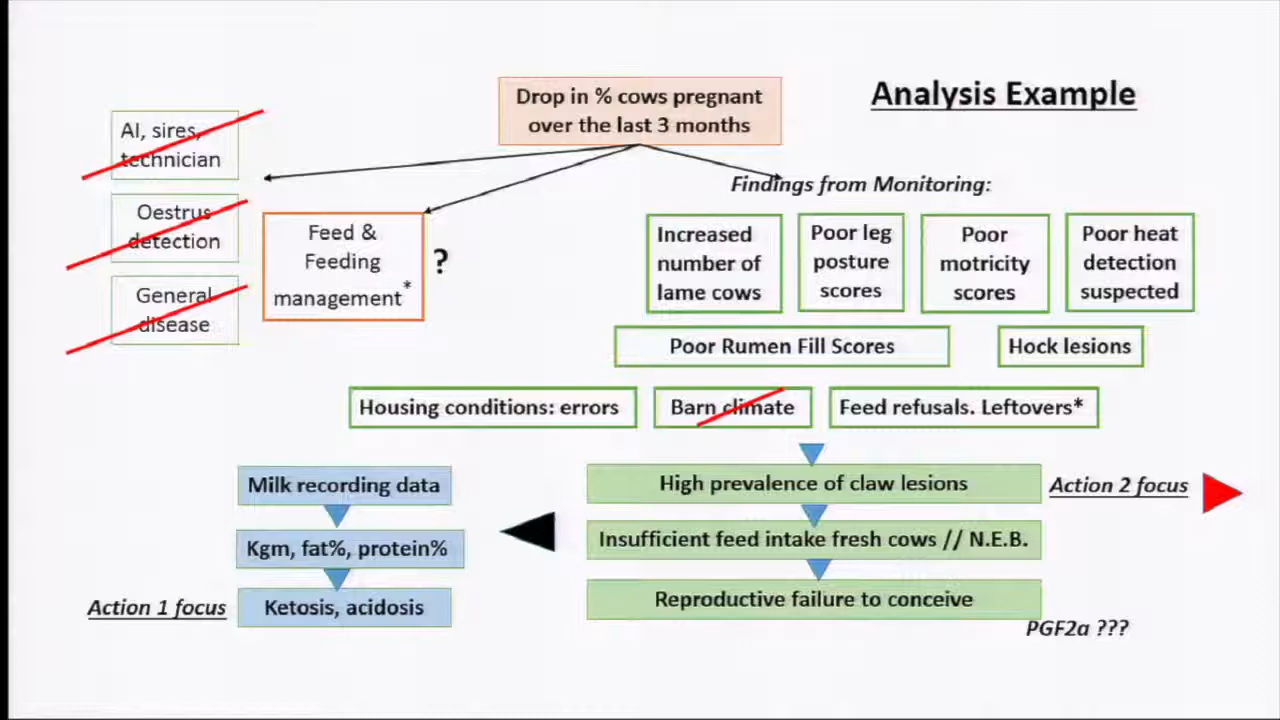 Analysis Example
Drop in % cows pregnant
over the last 3 months
AI, sires,
technician
Oestrus
detection
General
disease
Feed &
Feeding
management*
?
Findings from Monitoring:
Increased
number of
lame cows
Poor leg
posture
scores
Poor
motricity
scores
Poor heat
detection
suspected
Poor Rumen Fill Scores
Hock lesions
Housing conditions: errors
Barn climate
Feed refusals. Leftovers*
Milk recording data
Kgm, fat%, protein%
Action 1 focus
Ketosis, acidosis
High prevalence of claw lesions
Action 2 focus
Insufficient feed intake fresh cows // N.E.B.
Reproductive failure to conceive
PGF2a ???